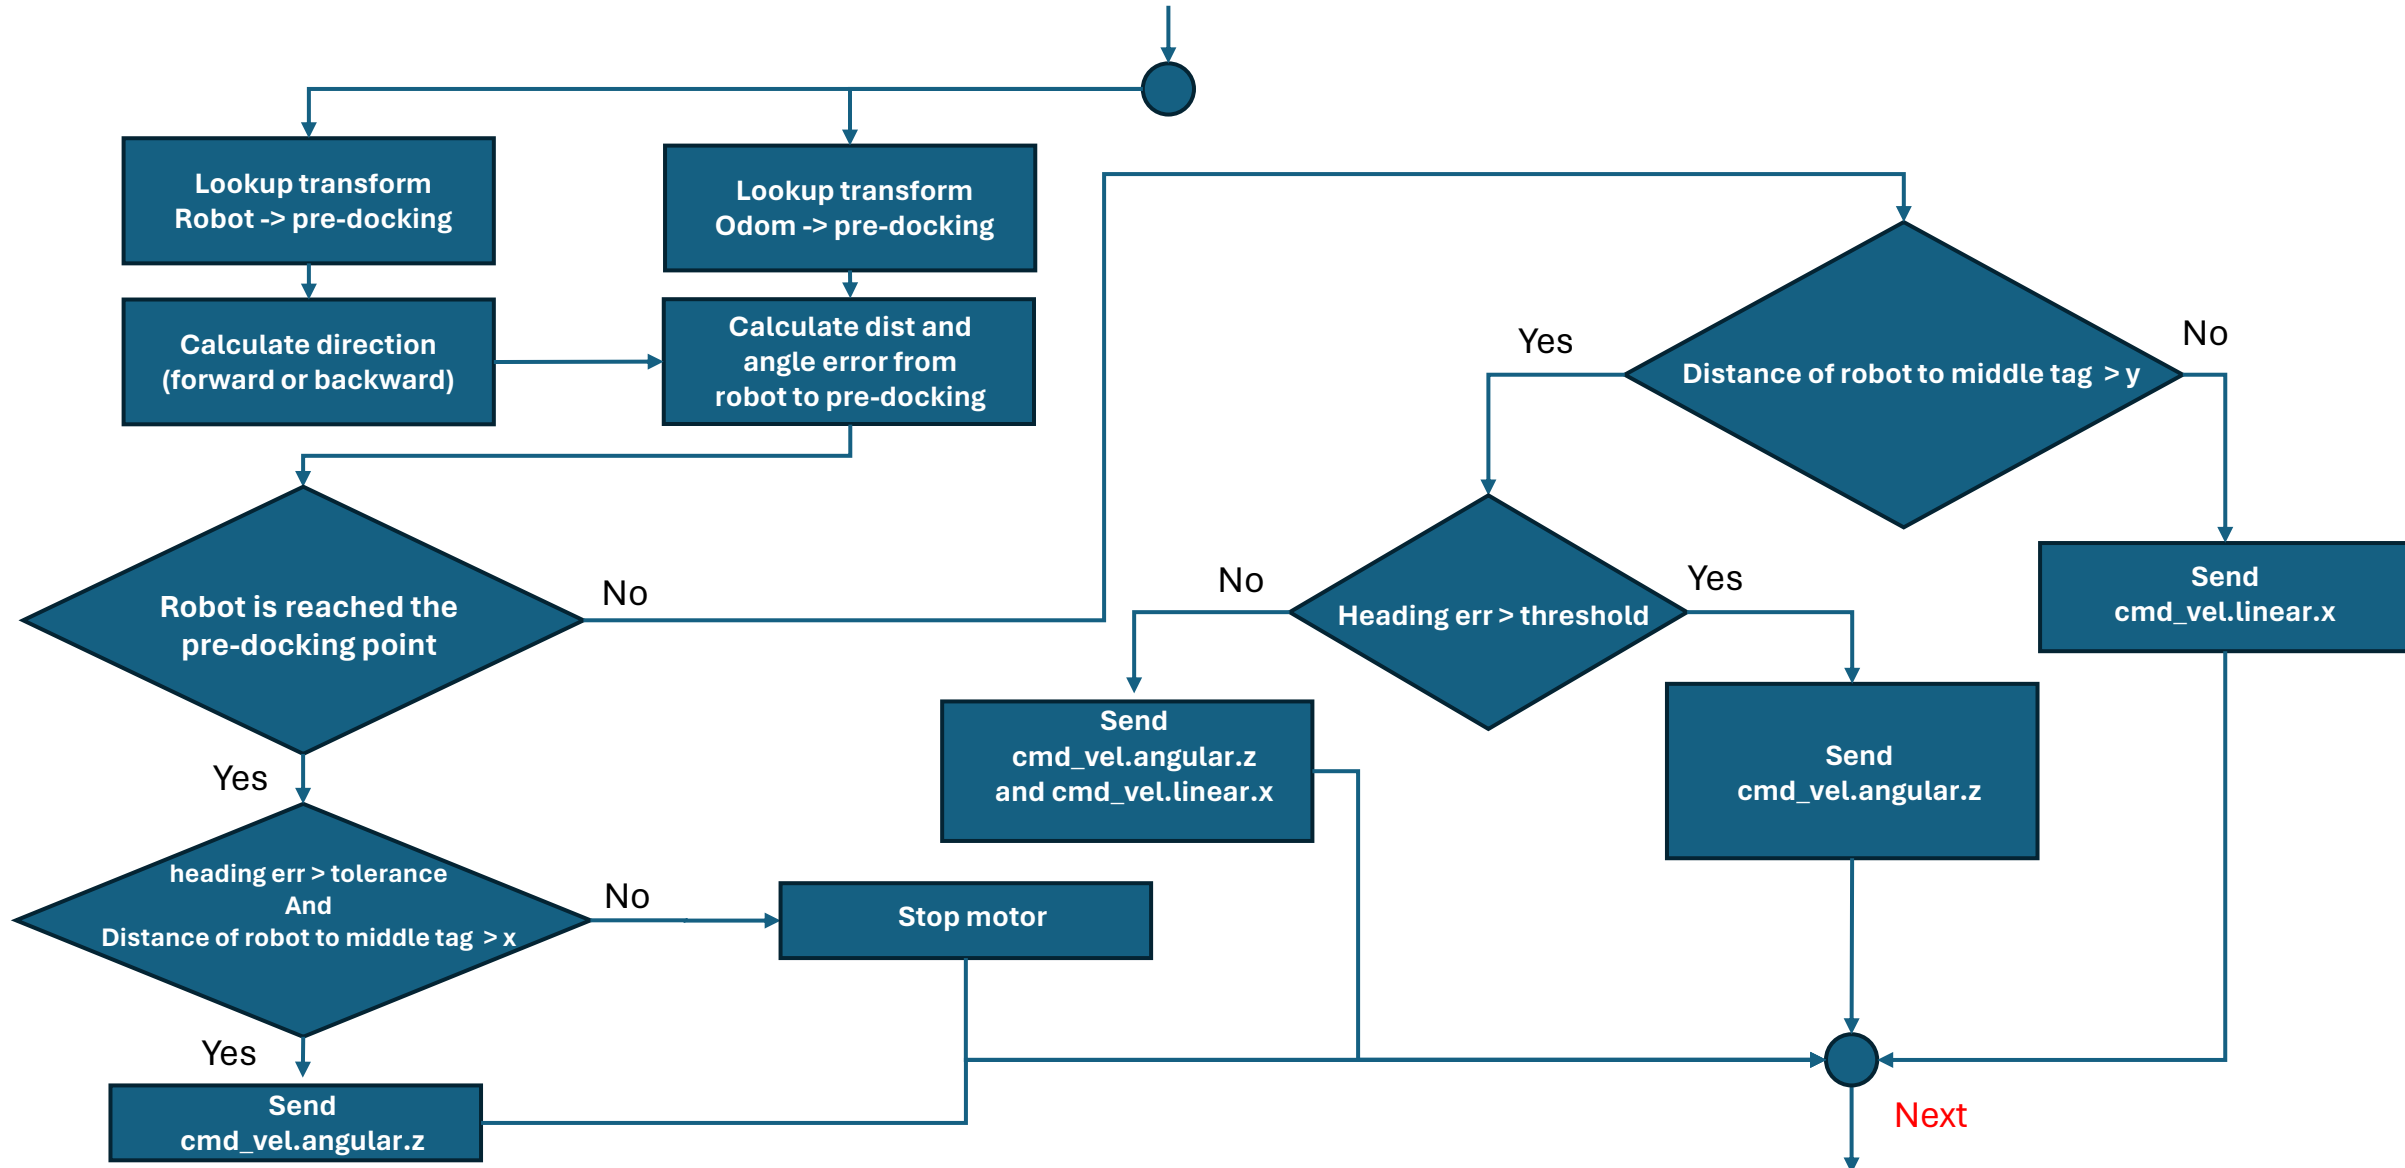 Lookup transform
Robot -> pre-docking
Lookup transform
Odom -> pre-docking
Calculate direction
(forward or backward)
Calculate dist and
angle error from
robot to pre-docking
Robot is reached the
pre-docking point
No
Yes
heading err > tolerance
And
Distance of robot to middle tag > x
No
Stop motor
Yes
Send
cmd_vel.angular.z
Distance of robot to middle tag > y
Yes
No
Heading err > threshold
No
Yes
Send
cmd_vel.angular.z
and cmd_vel.linear.x
Send
cmd_vel.angular.z
Send
cmd_vel.linear.x
Next